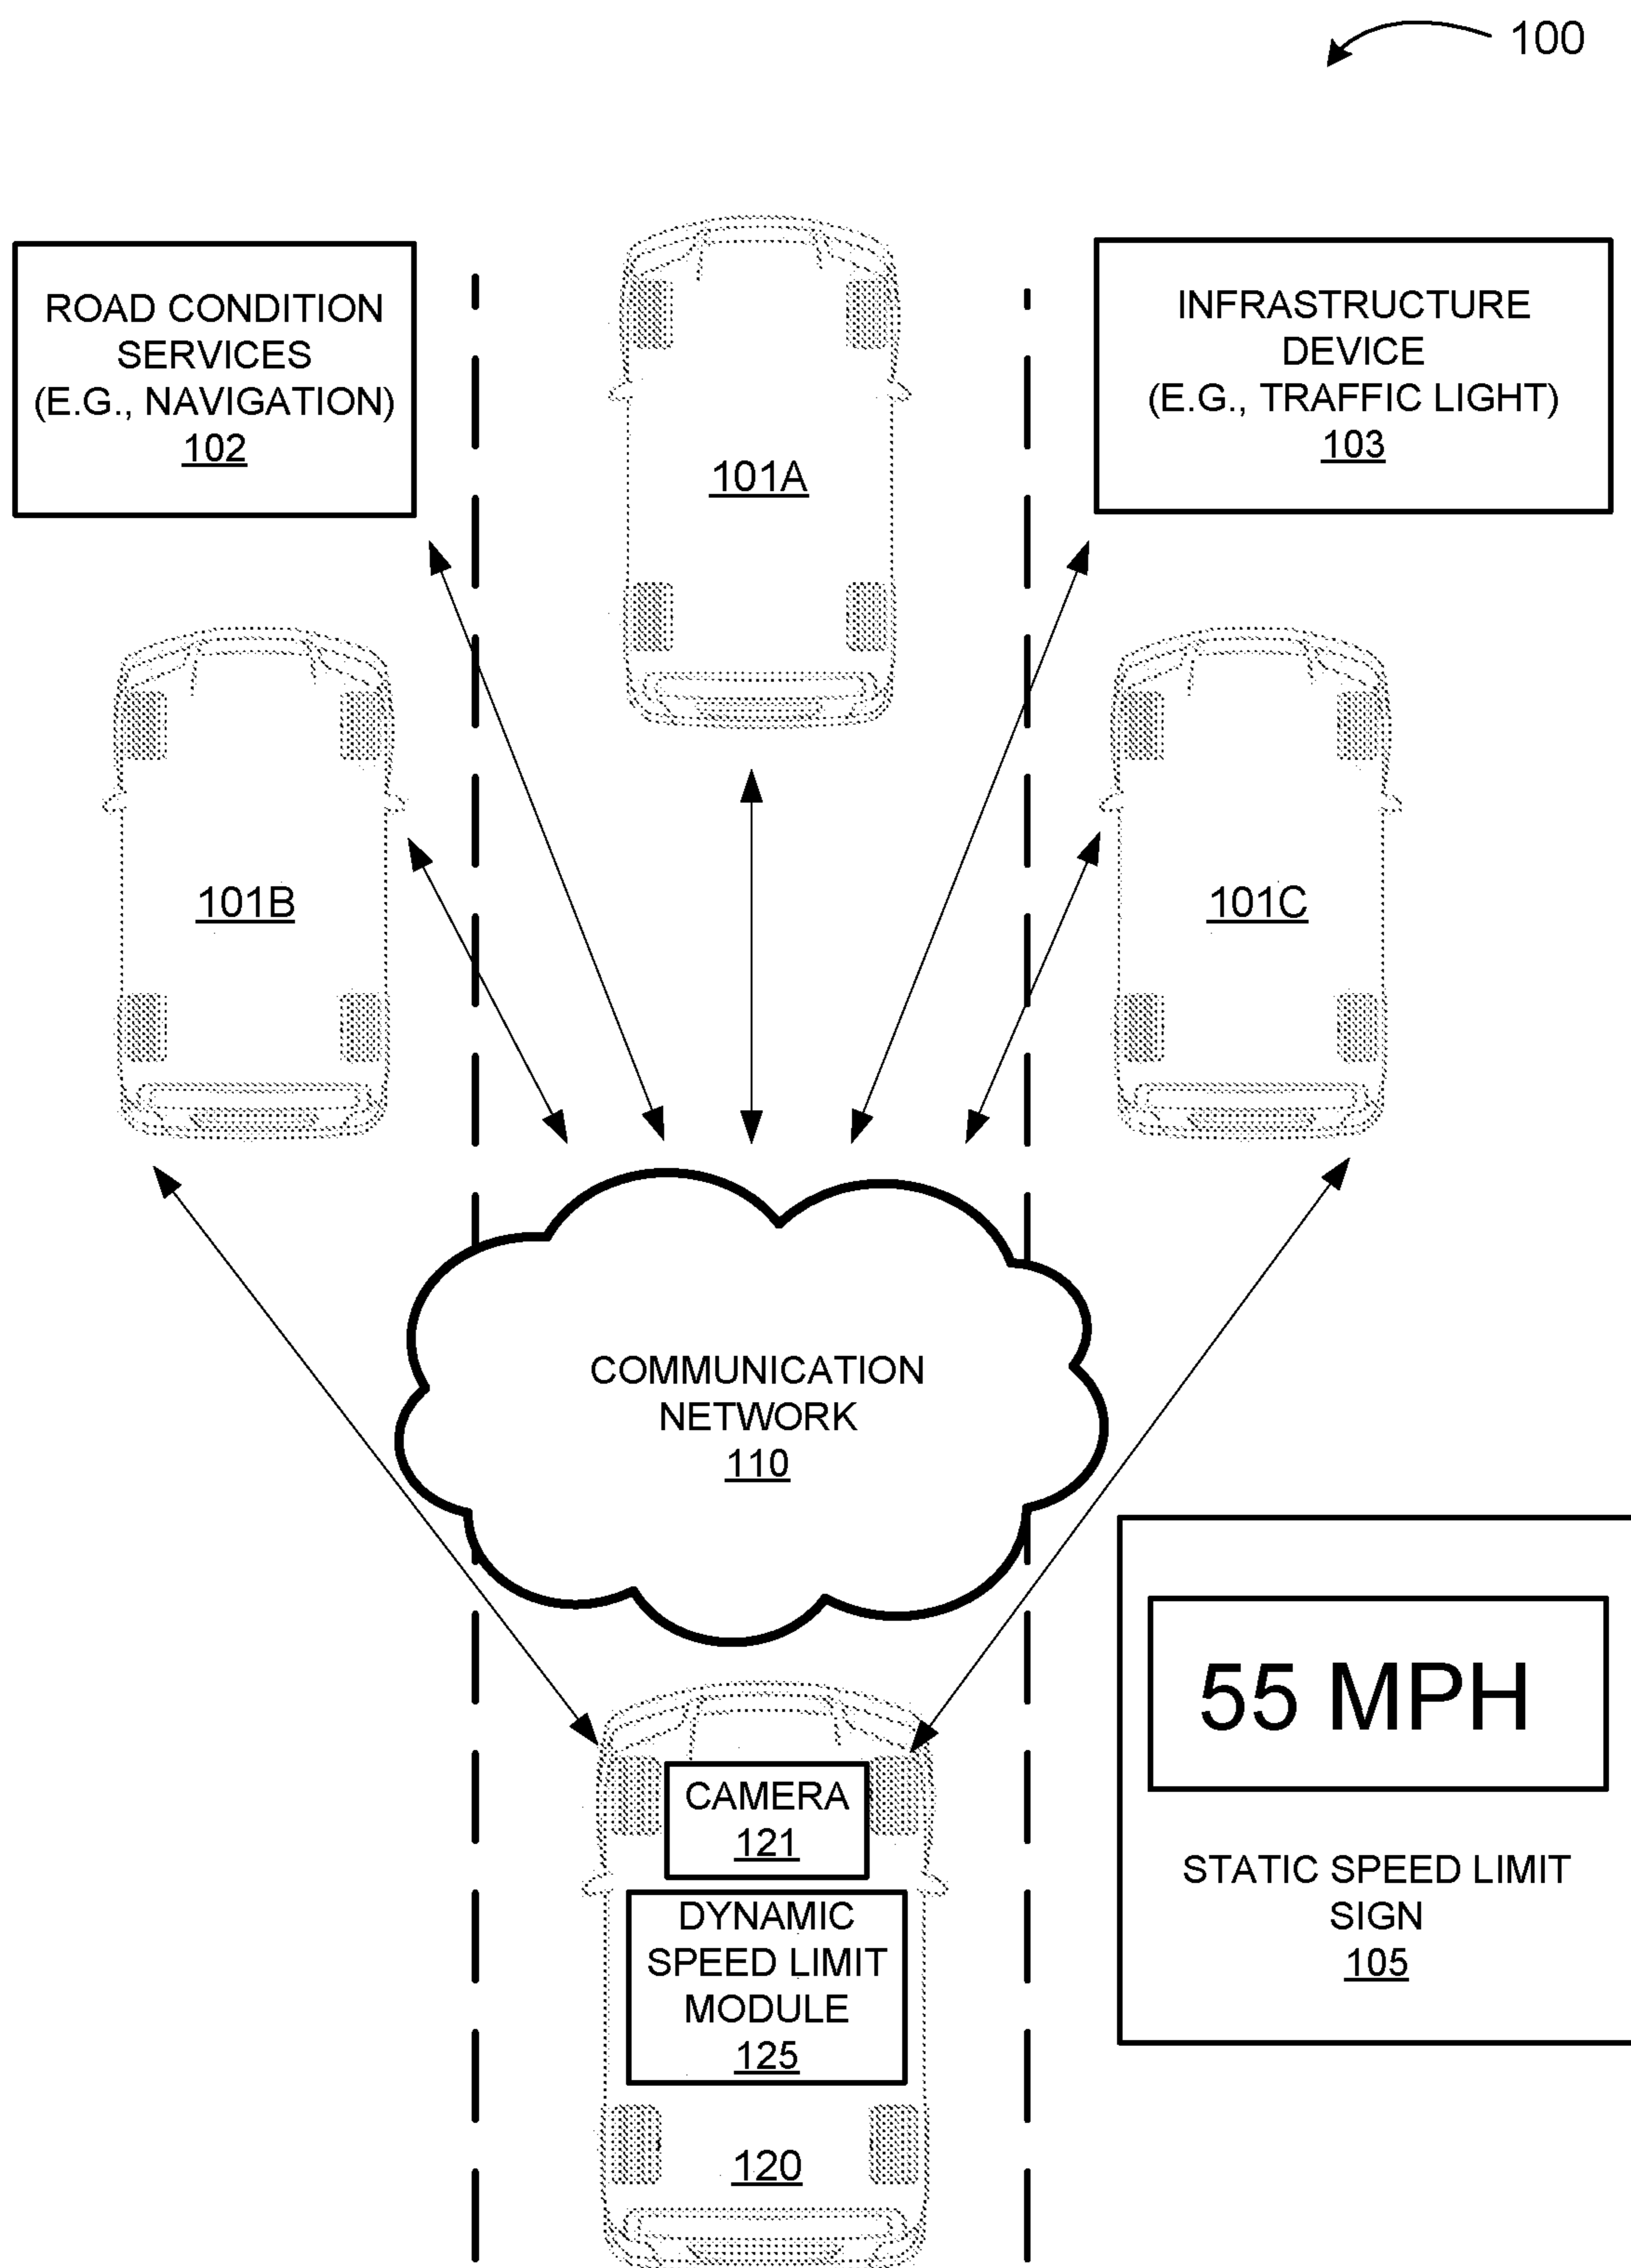 100
ROAD CONDITION
SERVICES
(E.G., NAVIGATION)
102
101A
INFRASTRUCTURE
DEVICE
(E.G., TRAFFIC LIGHT)
103
101B
101C
COMMUNICATION
NETWORK
110
55 MPH
STATIC SPEED LIMIT
SIGN
105
CAMERA
121
DYNAMIC
SPEED LIMIT
MODULE
125
120